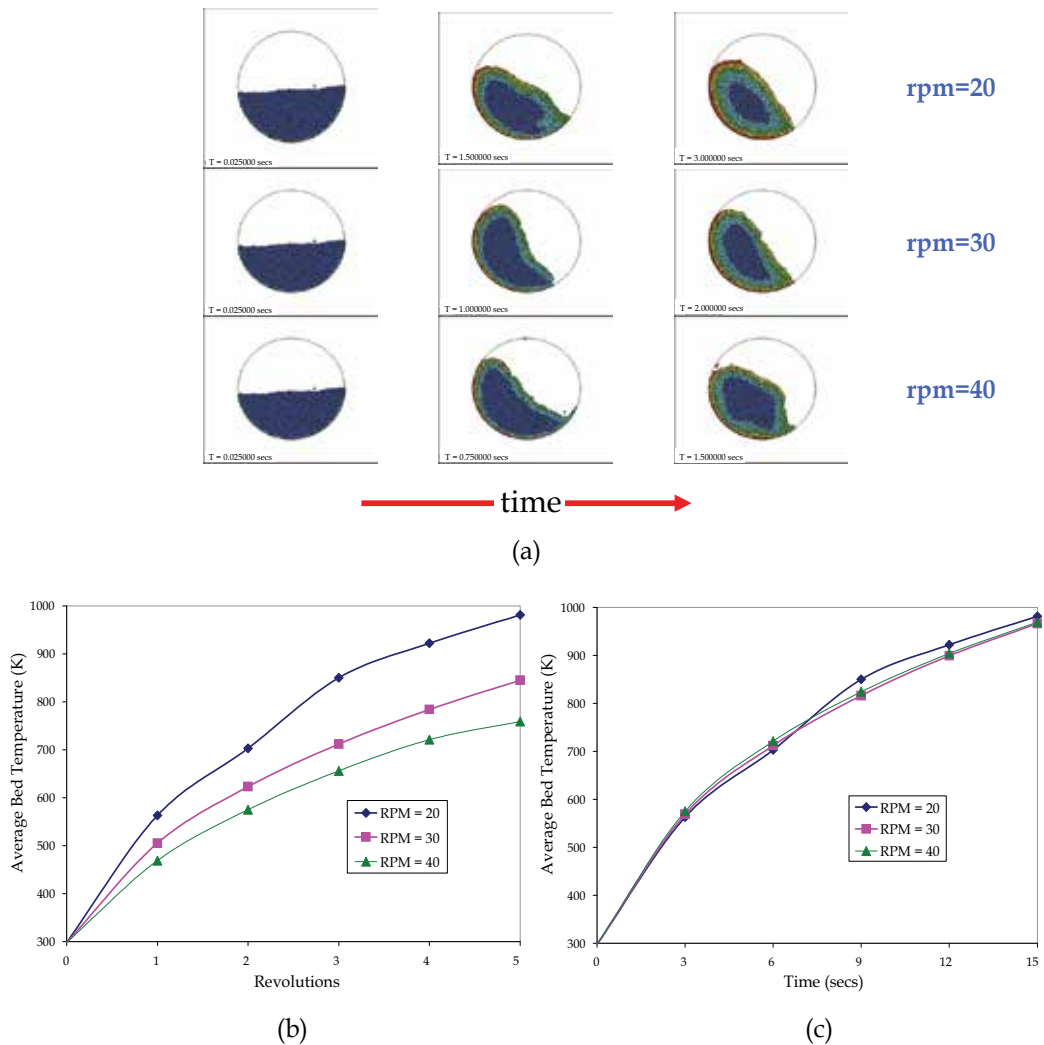 rpm=20
T = 0.025000 secs
T = 1.500000 secs
T = 3.000000 secs
rpm=30
T = 0.025000 secs
T = 1.000000 secs
T = 2.000000 secs
rpm=40
T = 0.025000 secs
T = 0.750000 secs
T = 1.500000 secs
time
(a)
Average Bed Temperature (K)
1000
900
800
700
600
500
400
300
RPM = 20
RPM = 30
RPM = 40
0 1 2 3 4 5
Revolutions
(b)
Average Bed Temperature (K)
1000
900
800
700
600
500
400
300
RPM = 20
RPM = 30
RPM = 40
0 3 6 9 12 15
Time (secs)
(c)